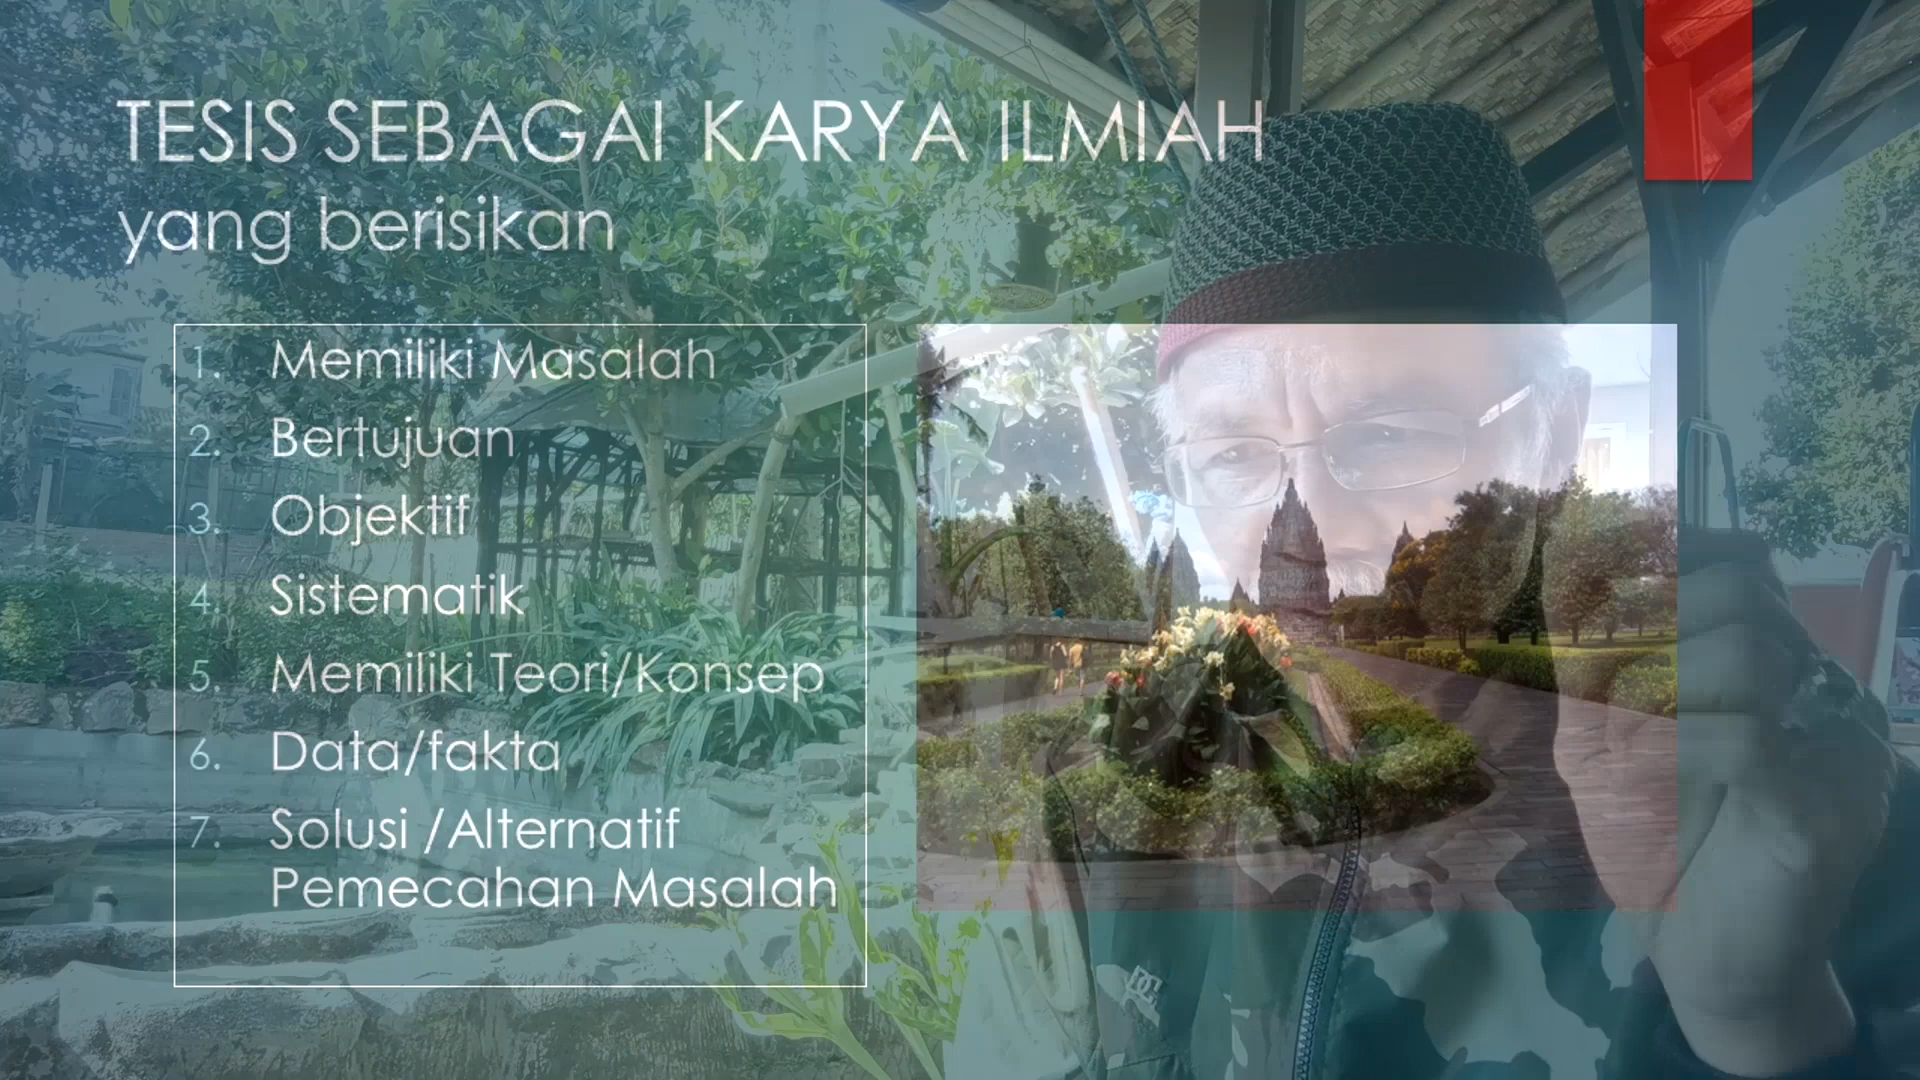 TESIS SEBAGAI KARYA ILMIAH
yang berisikan
1. Memiliki Masalah
2. Bertujuan
3. Objektif
4. Sistematik
5. Memiliki Teori/Konsep
6. Data/fakta
7. Solusi /Alternatif
Pemecahan Masalah
DC